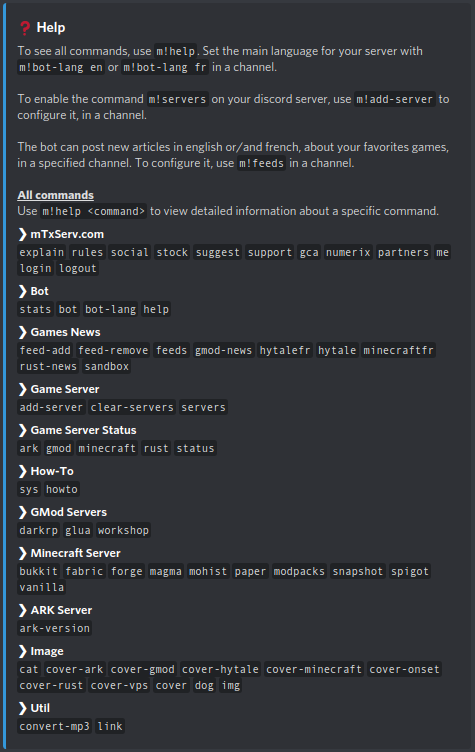 ❓ Help
To see all commands, use m!help. Set the main language for your server with
m!bot-lang en or m!bot-lang fr in a channel.
To enable the command m!servers on your discord server, use m!add-server to
configure it, in a channel.
The bot can post new articles in english or/and french, about your favorites games,
in a specified channel. To configure it, use m!feeds in a channel.
All commands
Use m!help <command> to view detailed information about a specific command.
❯ mTxServ.com
explain rules social stock suggest support gca numerix partners me
login logout
❯ Bot
stats bot bot-lang help
❯ Games News
feed-add feed-remove feeds gmod-news hytalefr hytale minecraftfr
rust-news sandbox
❯ Game Server
add-server clear-servers servers
❯ Game Server Status
ark gmod minecraft rust status
❯ How-To
sys howto
❯ GMod Servers
darkrp glua workshop
❯ Minecraft Server
bukkit fabric forge magma mohist paper modpacks snapshot spigot
vanilla
❯ ARK Server
ark-version
❯ Image
cat cover-ark cover-gmod cover-hytale cover-minecraft cover-onset
cover-rust cover-vps cover dog img
❯ Util
convert-mp3 link